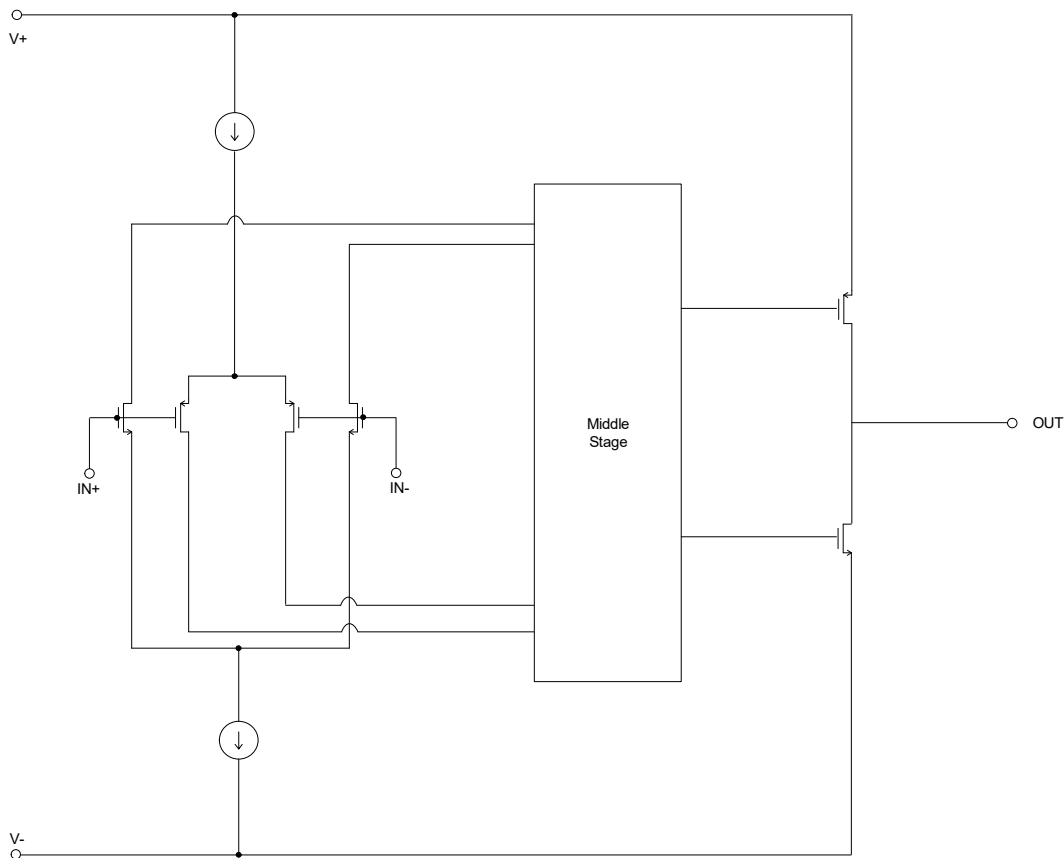 V+
Middle
Stage
OUT
IN+
IN-
V-